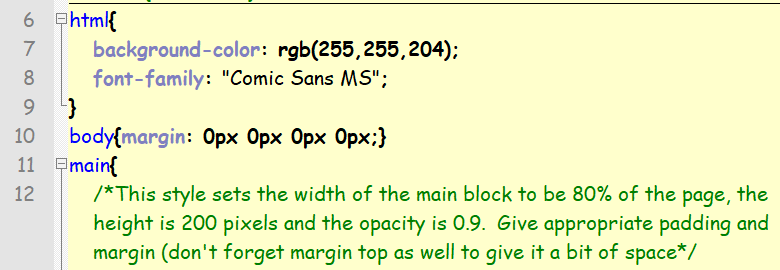 6 html{
7 background-color: rgb(255,255,204);
8 font-family: "Comic Sans MS";
9 }
10 body{margin: 0px 0px 0px 0px;}
11 main{
12 /*This style sets the width of the main block to be 80% of the page, the
height is 200 pixels and the opacity is 0.9.  Give appropriate padding and
margin (don't forget margin top as well to give it a bit of space*/